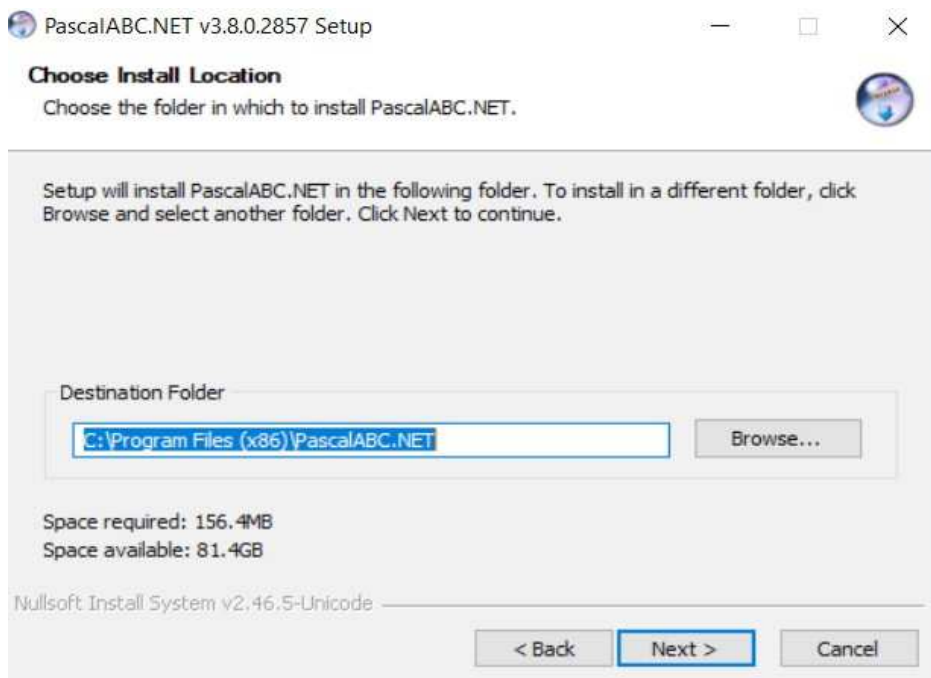 PascalABC.NET v3.8.0.2857 Setup
Choose Install Location
Choose the folder in which to install PascalABC.NET.
Setup will install PascalABC.NET in the following folder. To install in a different folder, click
Browse and select another folder. Click Next to continue.
Destination Folder
C:\Program Files (x86)\PascalABC.NET
Browse...
Space required: 156.4MB
Space available: 81.4GB
Nullsoft Install System v2.46.5-Unicode
< Back
Next >
Cancel